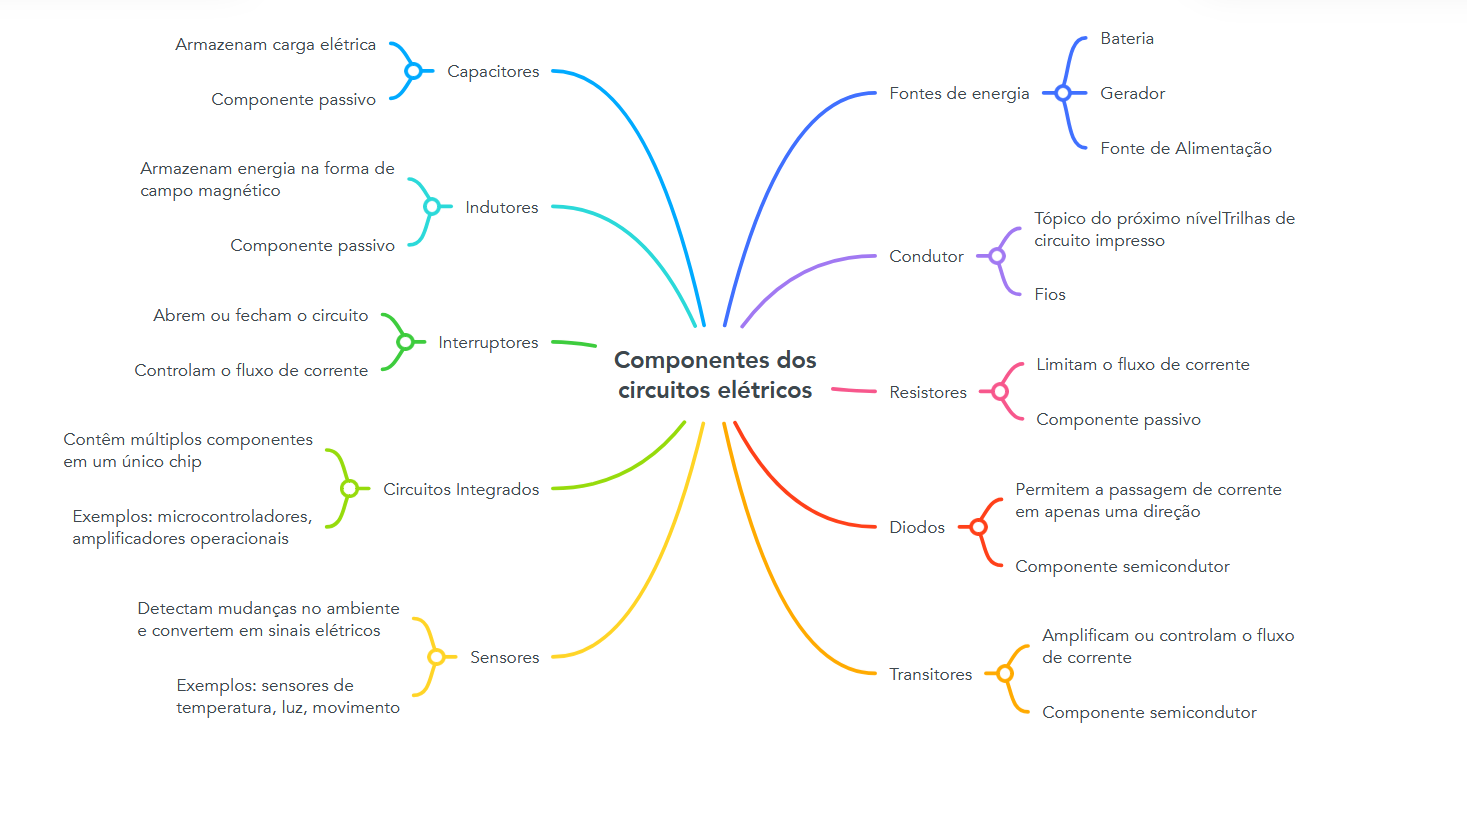 Componentes dos
circuitos elétricos
Capacitores
Armazenam carga elétrica
Componente passivo
Indutores
Armazenam energia na forma de
campo magnético
Componente passivo
Interruptores
Abrem ou fecham o circuito
Controlam o fluxo de corrente
Circuitos Integrados
Contêm múltiplos componentes
em um único chip
Exemplos: microcontroladores,
amplificadores operacionais
Sensores
Detectam mudanças no ambiente
e convertem em sinais elétricos
Exemplos: sensores de
temperatura, luz, movimento
Fontes de energia
Bateria
Gerador
Fonte de Alimentação
Condutor
Tópico do próximo nívelTrilhas de
circuito impresso
Fios
Resistores
Limitam o fluxo de corrente
Componente passivo
Diodos
Permitem a passagem de corrente
em apenas uma direção
Componente semicondutor
Transitores
Amplificam ou controlam o fluxo
de corrente
Componente semicondutor